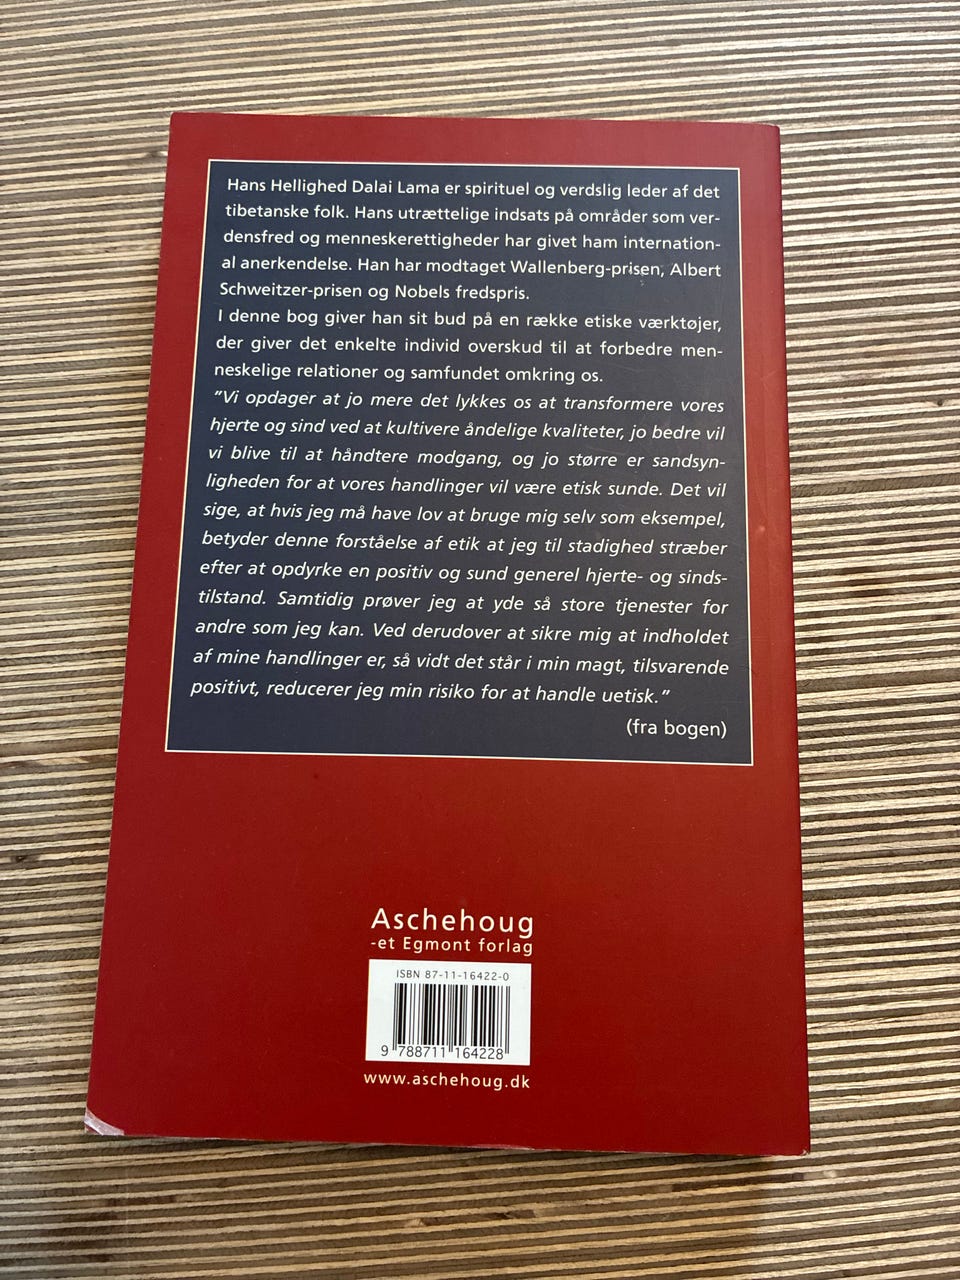 Hans Hellighed Dalai Lama er spirituel og verdslig leder af det
tibetanske folk. Hans utrættelige indsats på områder som ver-
densfred og menneskerettigheder har givet ham internation-
al anerkendelse. Han har modtaget Wallenberg-prisen, Albert
Schweitzer-prisen og Nobels fredspris.
I denne bog giver han sit bud på en række etiske værktøjer,
der giver det enkelte individ overskud til at forbedre men-
neskelige relationer og samfundet omkring os.
”Vi opdager at jo mere det lykkes os at transformere vores
hjerte og sind ved at kultivere åndelige kvaliteter, jo bedre vil
vi blive til at håndtere modgang, og jo større er sandsyn-
ligheden for at vores handlinger vil være etisk sunde. Det vil
sige, at hvis jeg må have lov at bruge mig selv som eksempel,
betyder denne forståelse af etik at jeg til stadighed stræber
efter at opdyrke en positiv og sund generel hjerte- og sinds-
tilstand. Samtidig prøver jeg at yde så store tjenester for
andre som jeg kan. Ved derudover at sikre mig at indholdet
af mine handlinger er, så vidt det står i min magt, tilsvarende
positivt, reducerer jeg min risiko for at handle uetisk.”
(fra bogen)
Aschehoug
-et Egmont forlag
ISBN 87-11-16422-0
9 788711 164228
www.aschehoug.dk